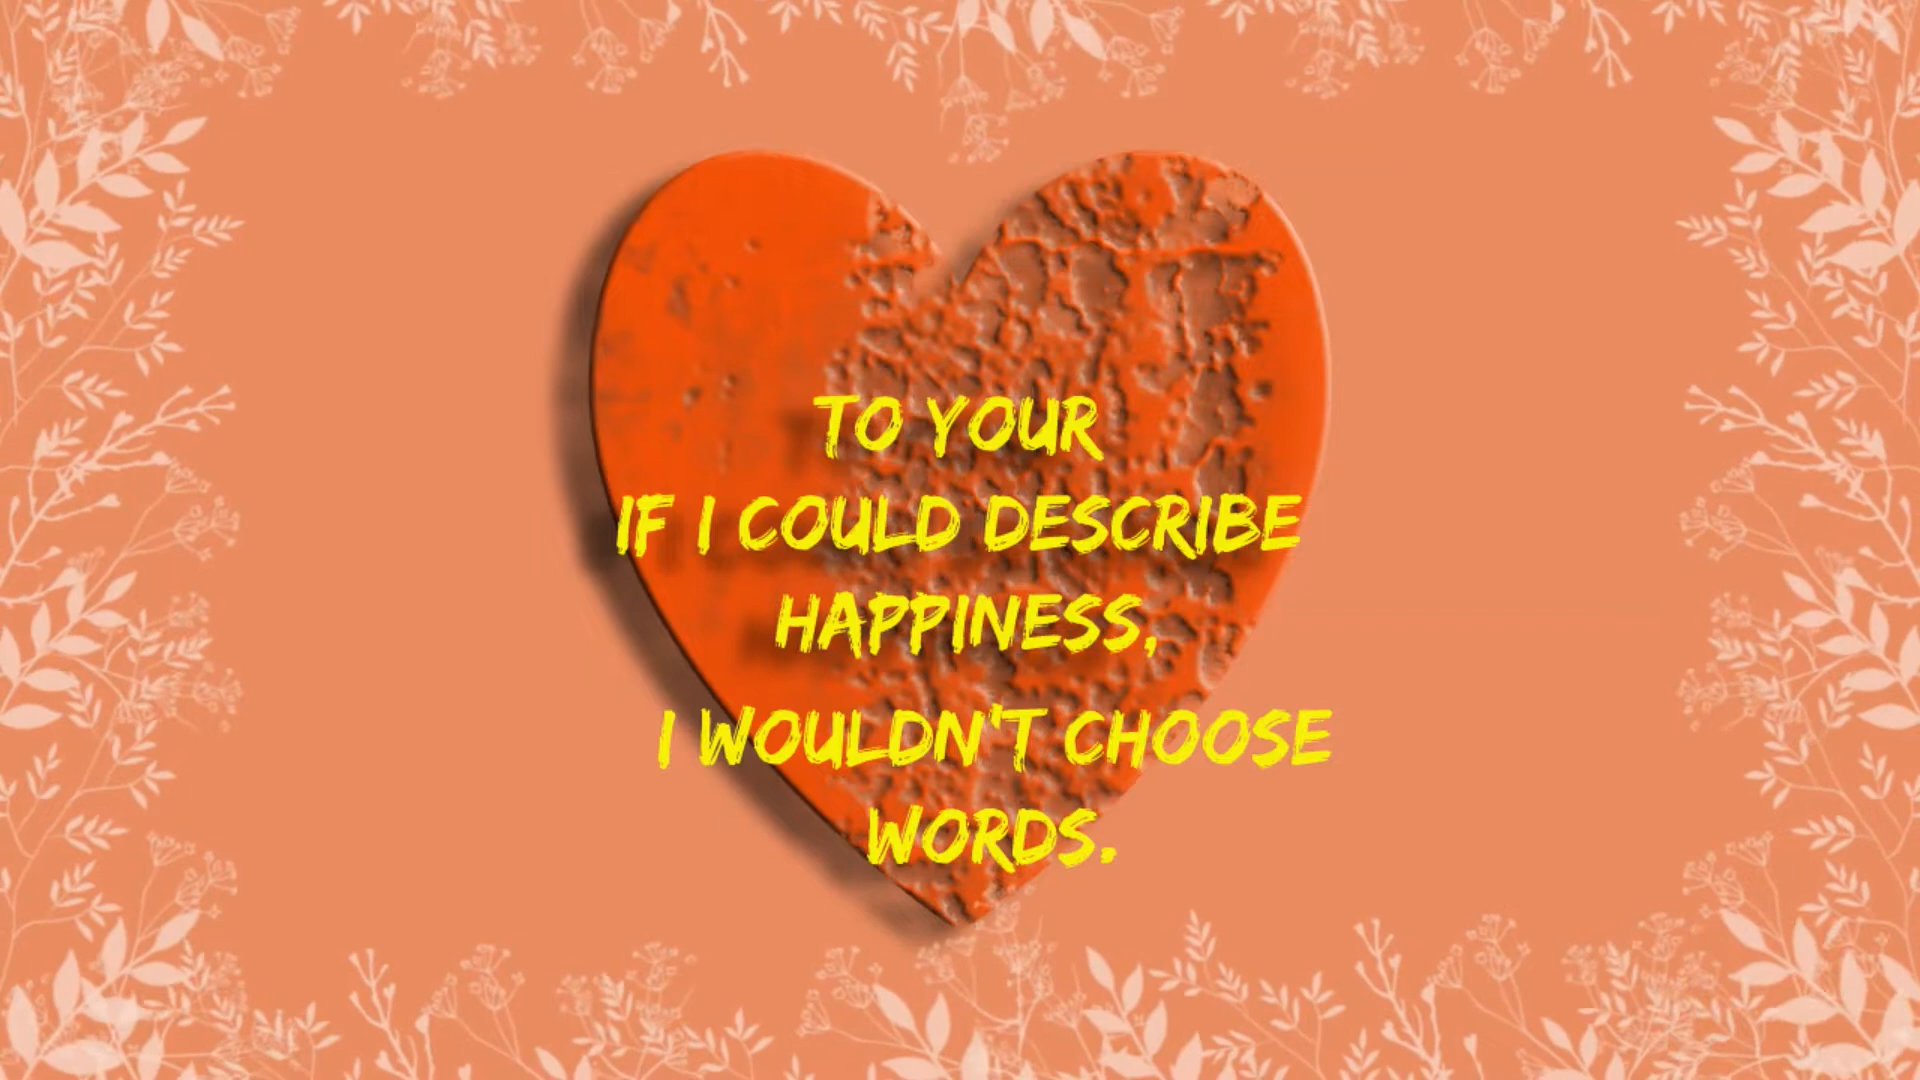 TO YOUR
IF I COULD DESCRIBE
HAPPINESS,
I WOULDN'T CHOOSE
WORDS.